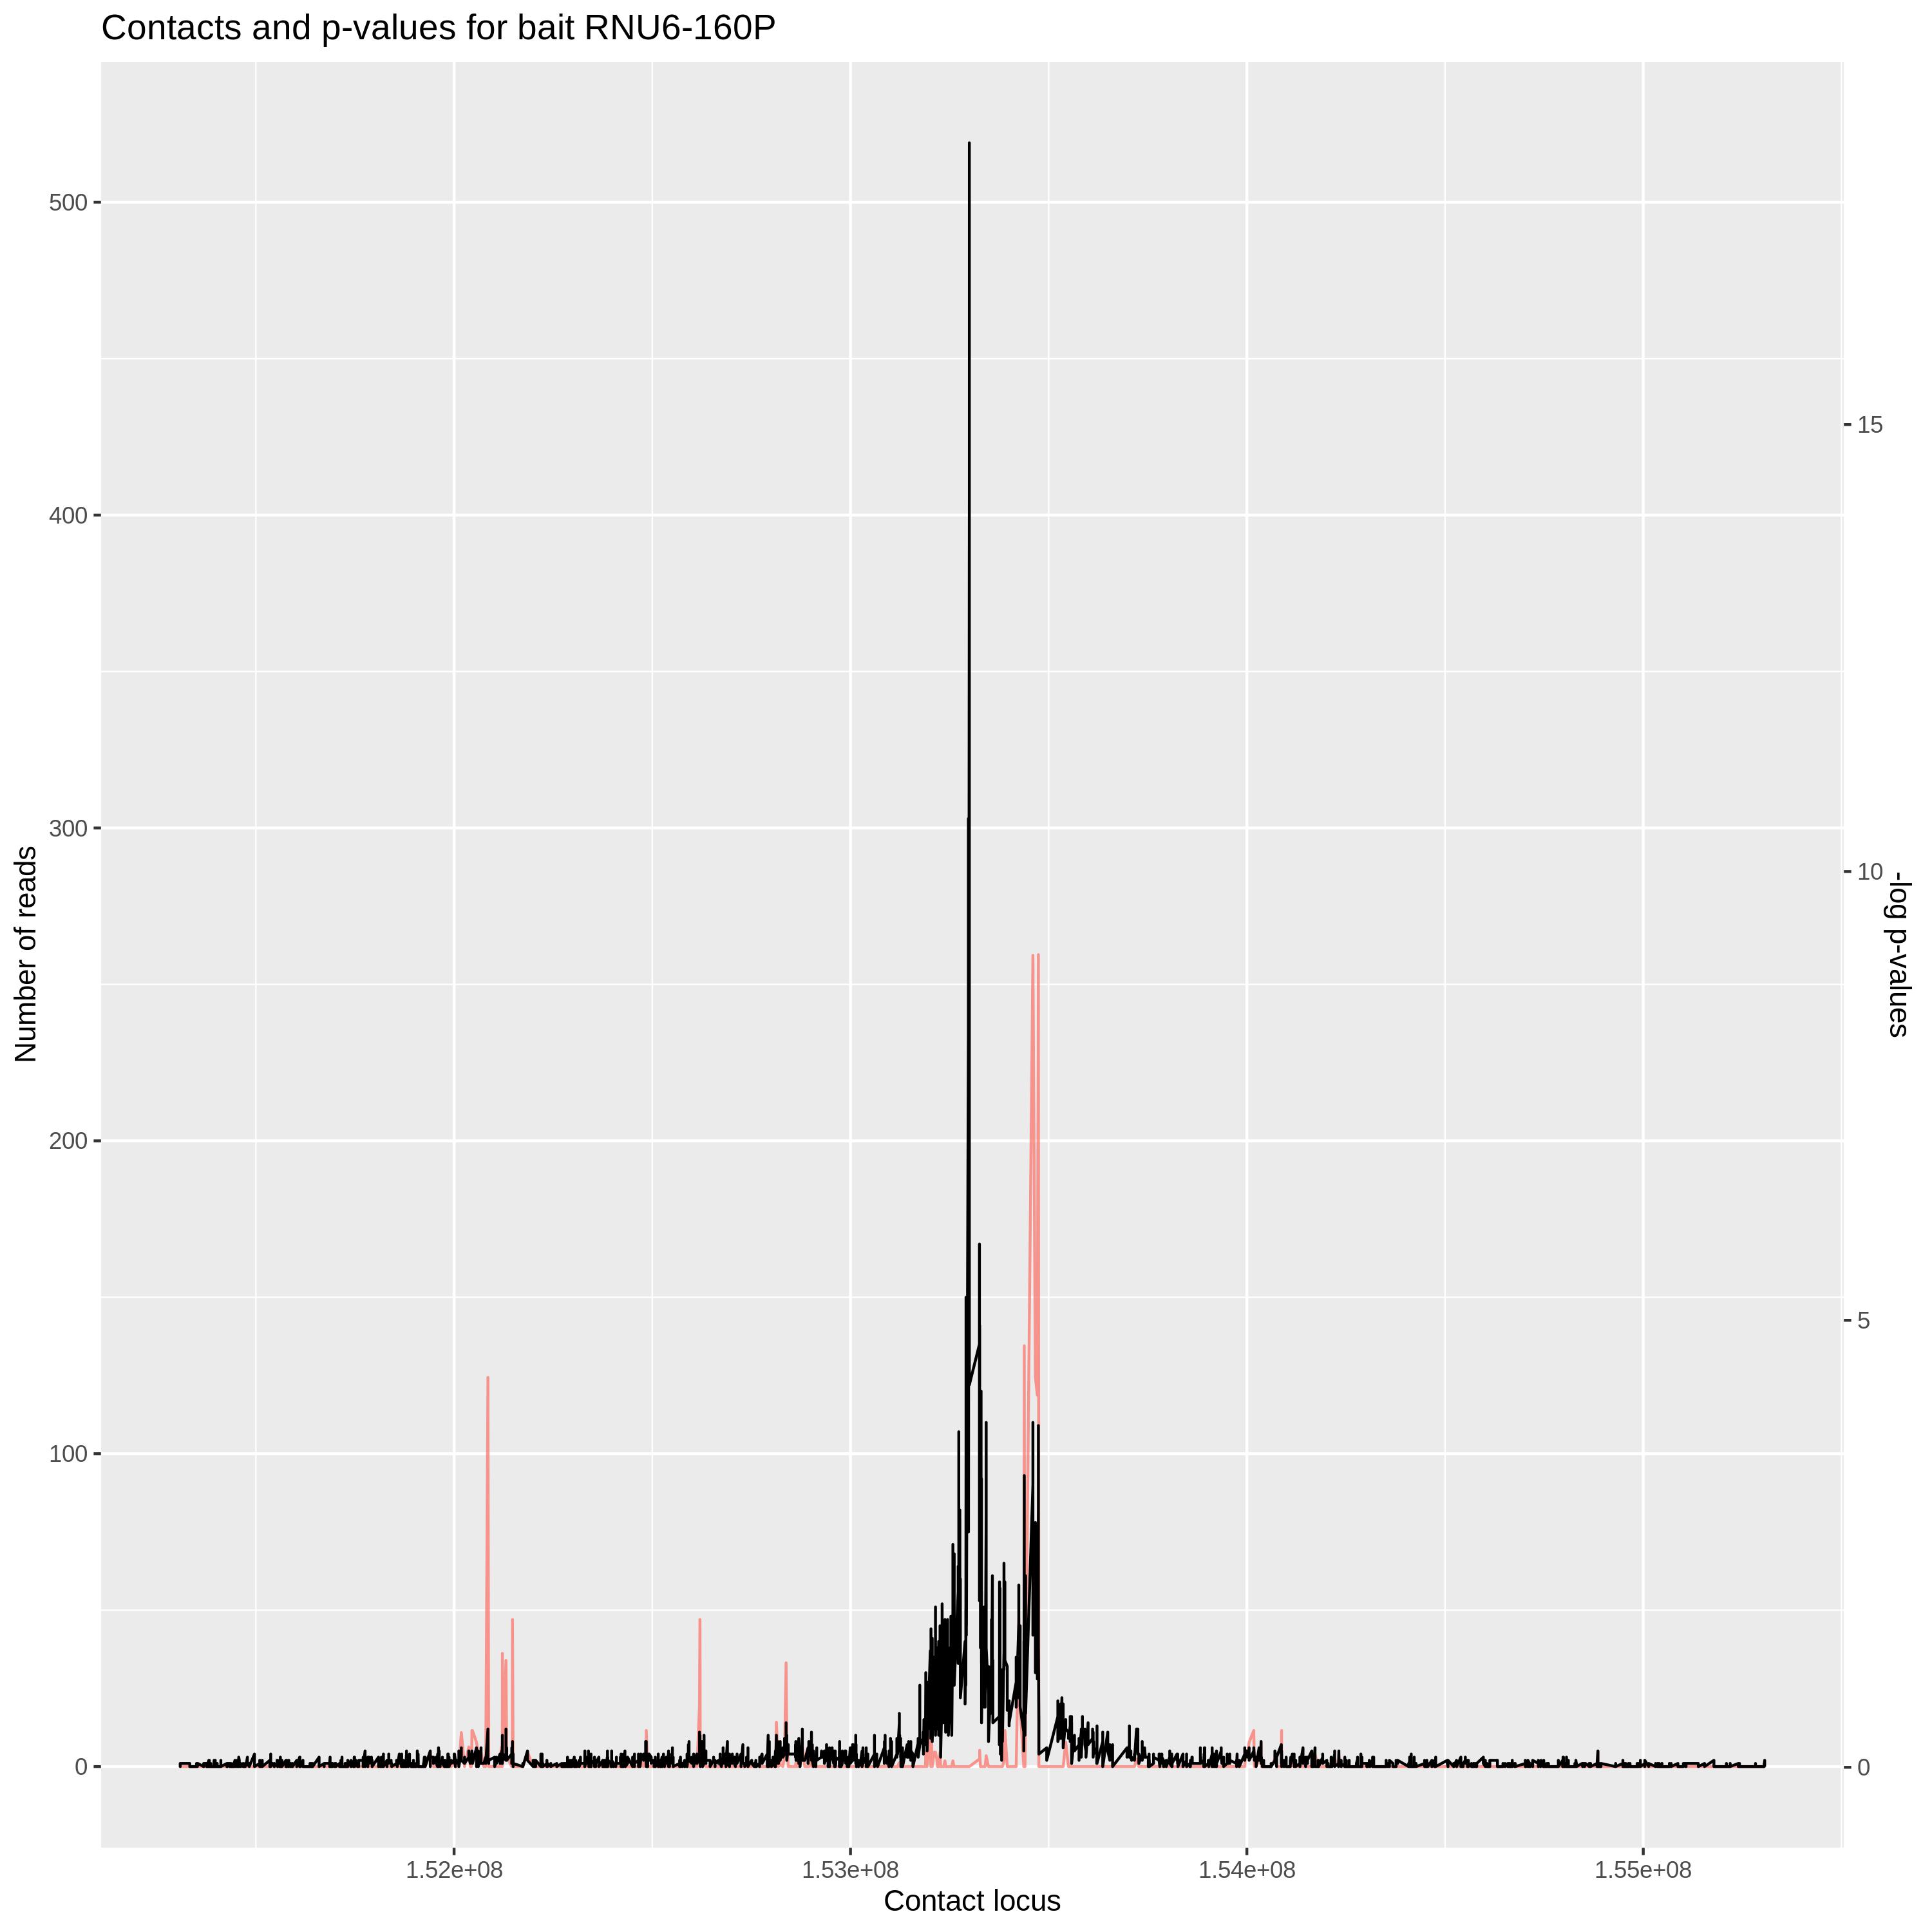 Contacts and p-values for bait RNU6-160P
500
400
300
200
100
0
Number of reads
15
10
5
0
-log p-values
1.52e+08
1.53e+08
1.54e+08
1.55e+08
Contact locus